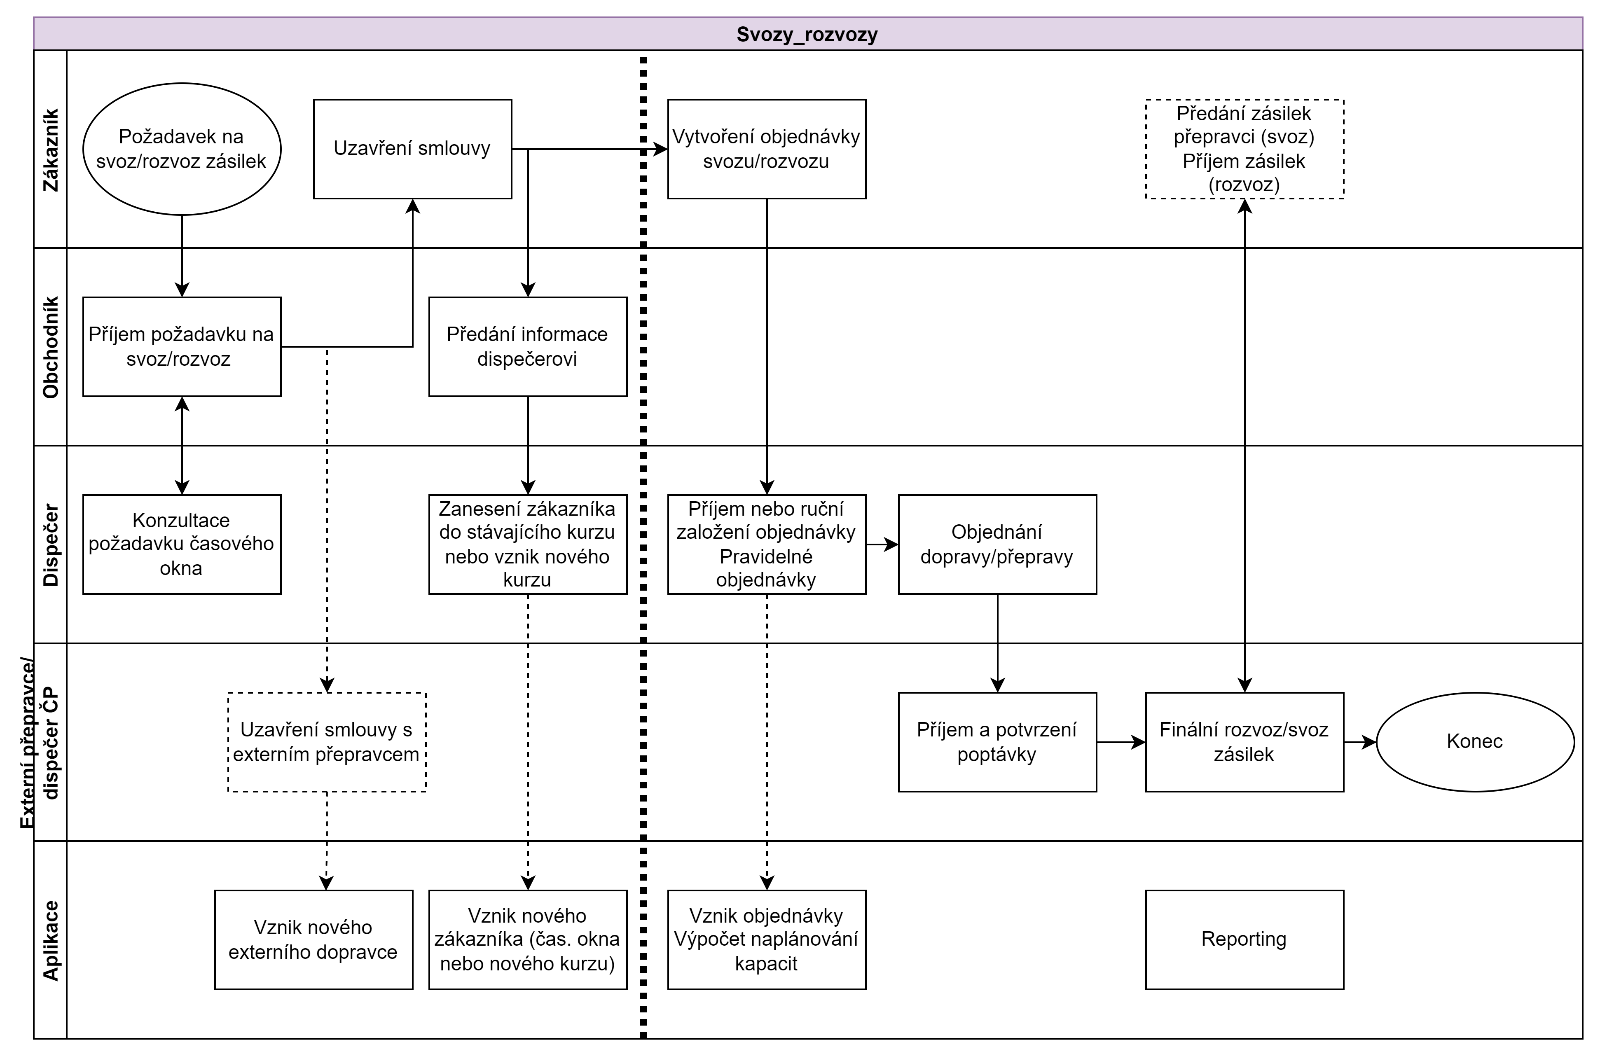 Svozy_rozvozy
Zákazník
Požadavek na
svoz/rozvoz zásilek
Uzavření smlouvy
Vytvoření objednávky
svozu/rozvozu
Předání zásilek
přepravci (svoz)
Příjem zásilek
(rozvoz)
Obchodník
Příjem požadavku na
svoz/rozvoz
Předání informace
dispečerovi
Dispečer
Konzultace
požadavku časového
okna
Zanesení zákazníka
do stávajícího kurzu
nebo vznik nového
kurzu
Příjem nebo ruční
založení objednávky
Pravidelné
objednávky
Objednání
dopravy/přepravy
Externí přepravce/
dispečer ČP
Uzavření smlouvy s
externím přepravcem
Příjem a potvrzení
poptávky
Finální rozvoz/svoz
zásilek
Konec
Aplikace
Vznik nového
externího dopravce
Vznik nového
zákazníka (čas. okna
nebo nového kurzu)
Vznik objednávky
Výpočet naplánování
kapacit
Reporting